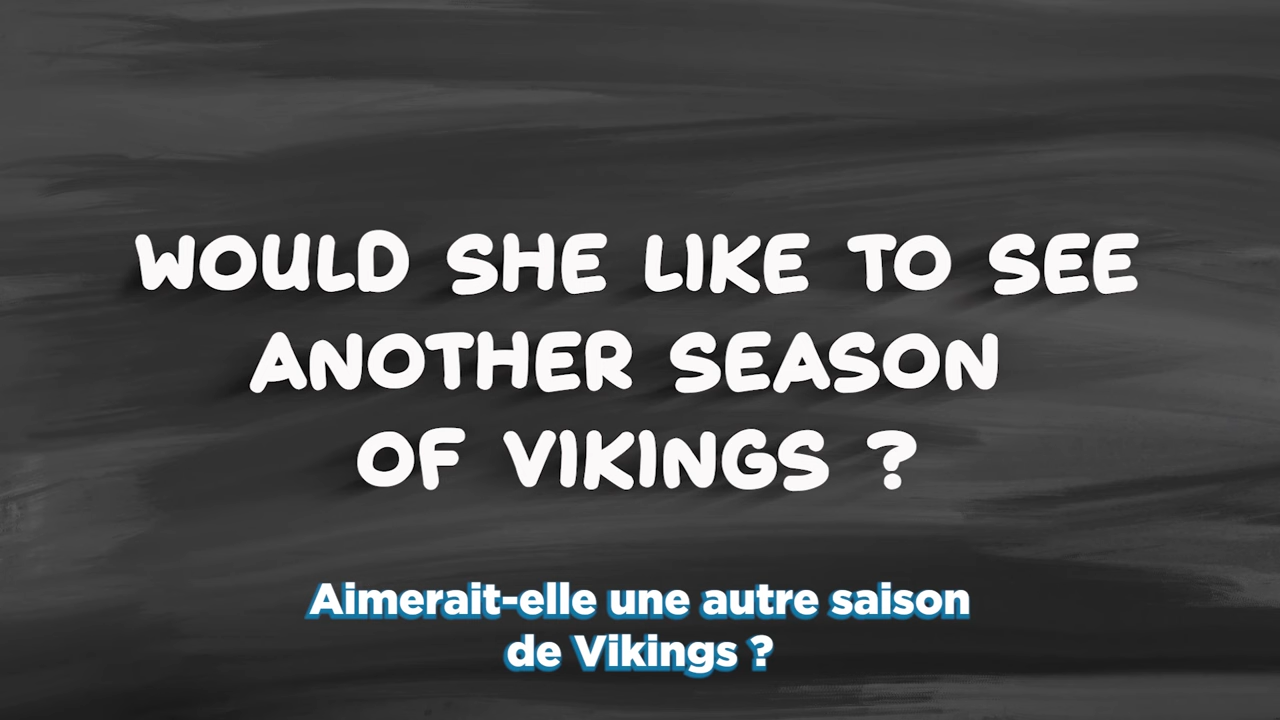 WOULD SHE LIKE TO SEE
ANOTHER SEASON
OF VIKINGS ?
Aimerait-elle une autre saison
de Vikings ?